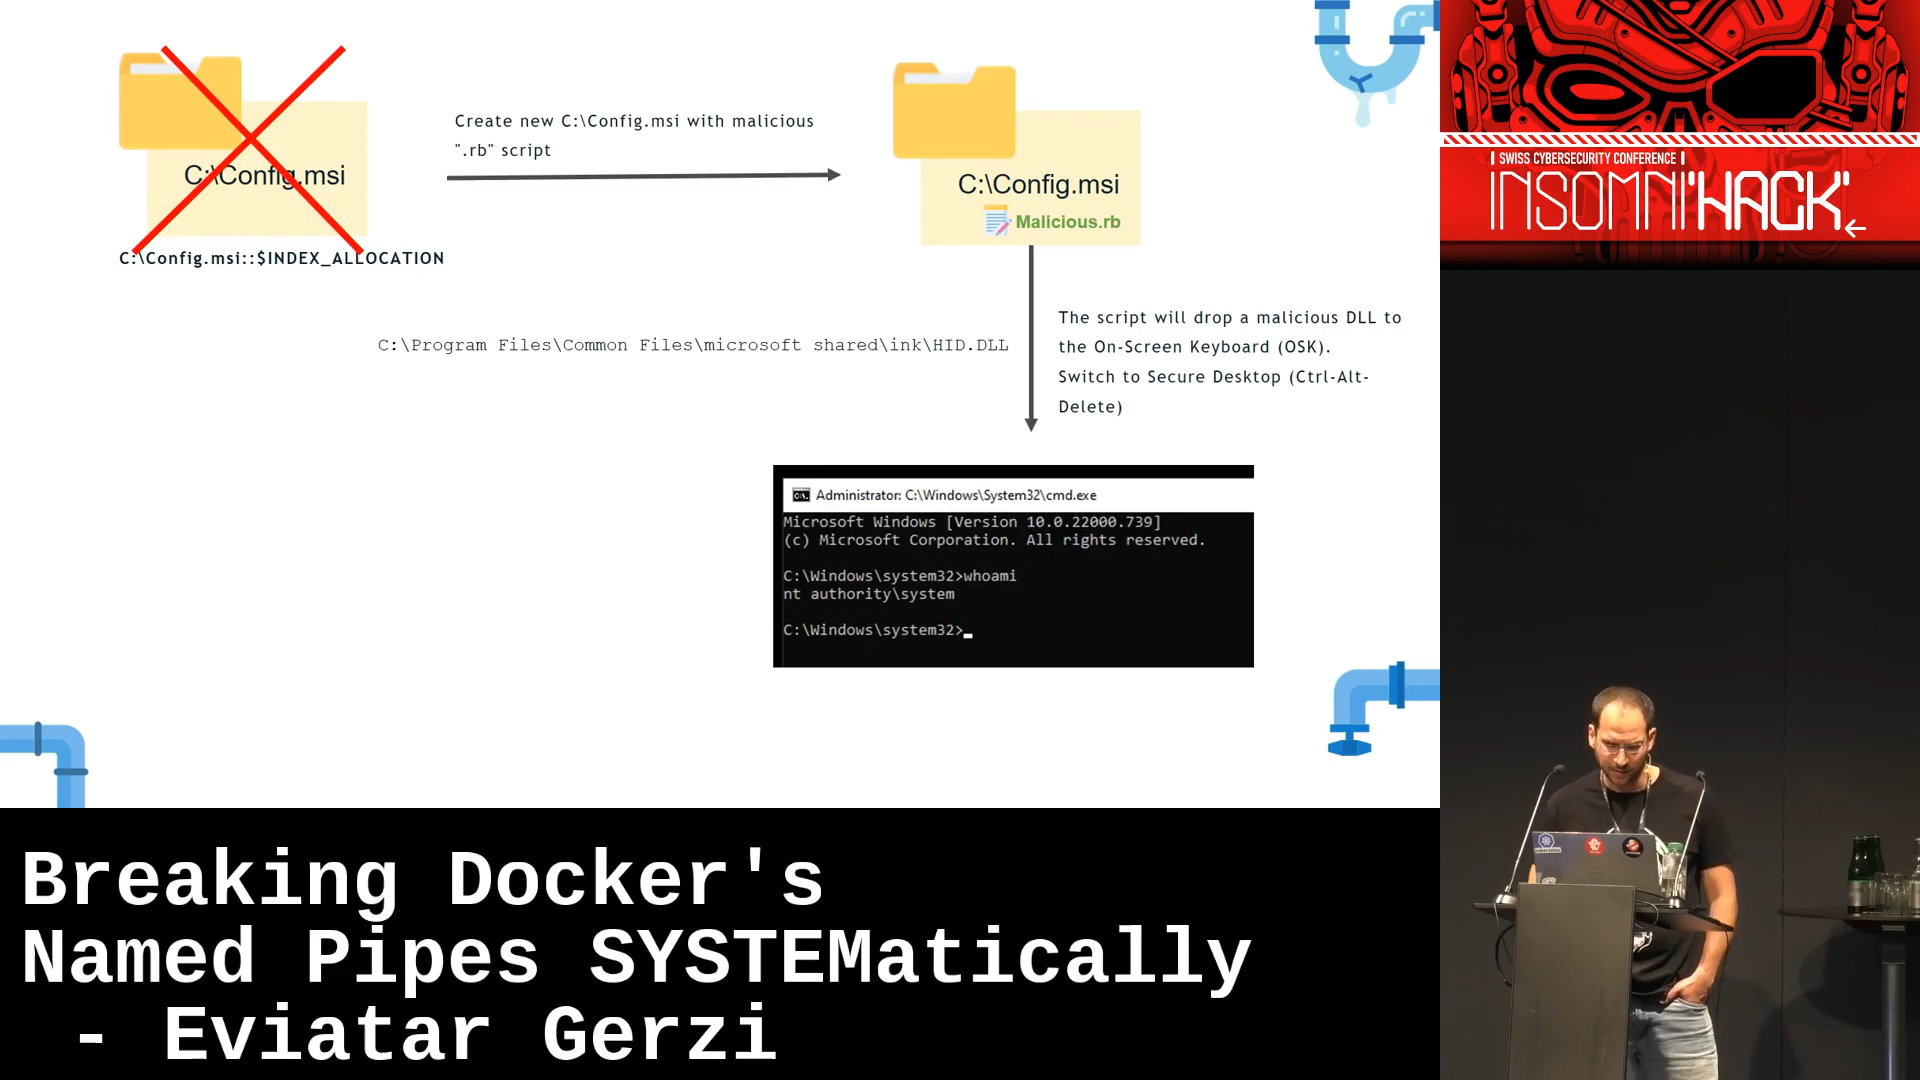 C:\Config.msi
C:\Config.msi::$INDEX_ALLOCATION
Create new C:\Config.msi with malicious
".rb" script
C:\Config.msi
Malicious.rb
C:\Program Files\Common Files\microsoft shared\ink\HID.DLL
The script will drop a malicious DLL to
the On-Screen Keyboard (OSK).
Switch to Secure Desktop (Ctrl-Alt-
Delete)
Administrator: C:\Windows\System32\cmd.exe
Microsoft Windows [Version 10.0.22000.739]
(c) Microsoft Corporation. All rights reserved.
C:\Windows\system32>whoami
nt authority\system
C:\Windows\system32>
SWISS CYBERSECURITY CONFERENCE
INSOMNI'HACK'
Breaking Docker's
Named Pipes SYSTEMatically
- Eviatar Gerzi